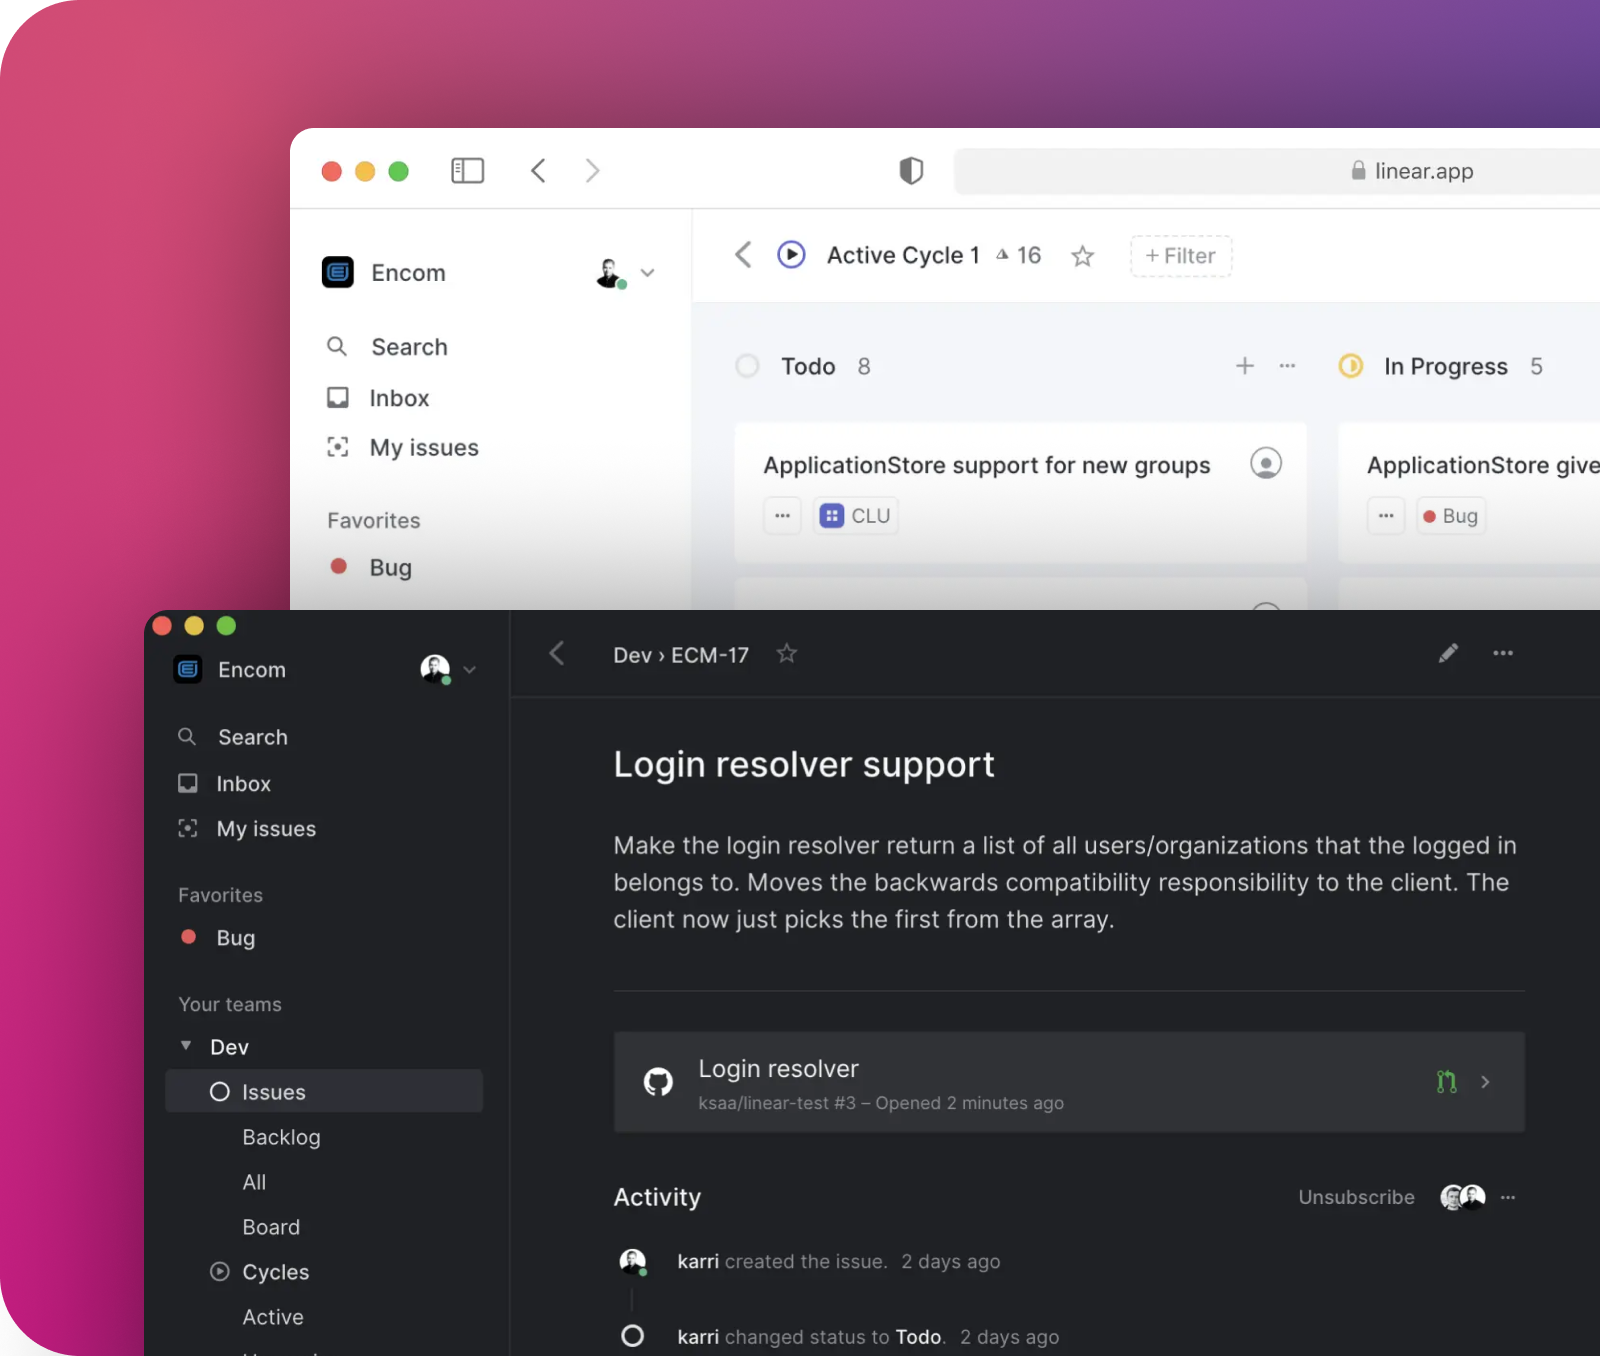 linear.app
Encom
Search
Inbox
My issues
Favorites
Bug
Active Cycle 1 16
+ Filter
Todo 8
In Progress 5
ApplicationStore support for new groups
CLU
ApplicationStore give
Bug
Encom
Search
Inbox
My issues
Favorites
Bug
Your teams
Dev
Issues
Backlog
All
Board
Cycles
Active
Dev › ECM-17
Login resolver support
Make the login resolver return a list of all users/organizations that the logged in
belongs to. Moves the backwards compatibility responsibility to the client. The
client now just picks the first from the array.
Login resolver
ksaa/linear-test #3 – Opened 2 minutes ago
Activity
Unsubscribe
karri created the issue. 2 days ago
karri changed status to Todo. 2 days ago